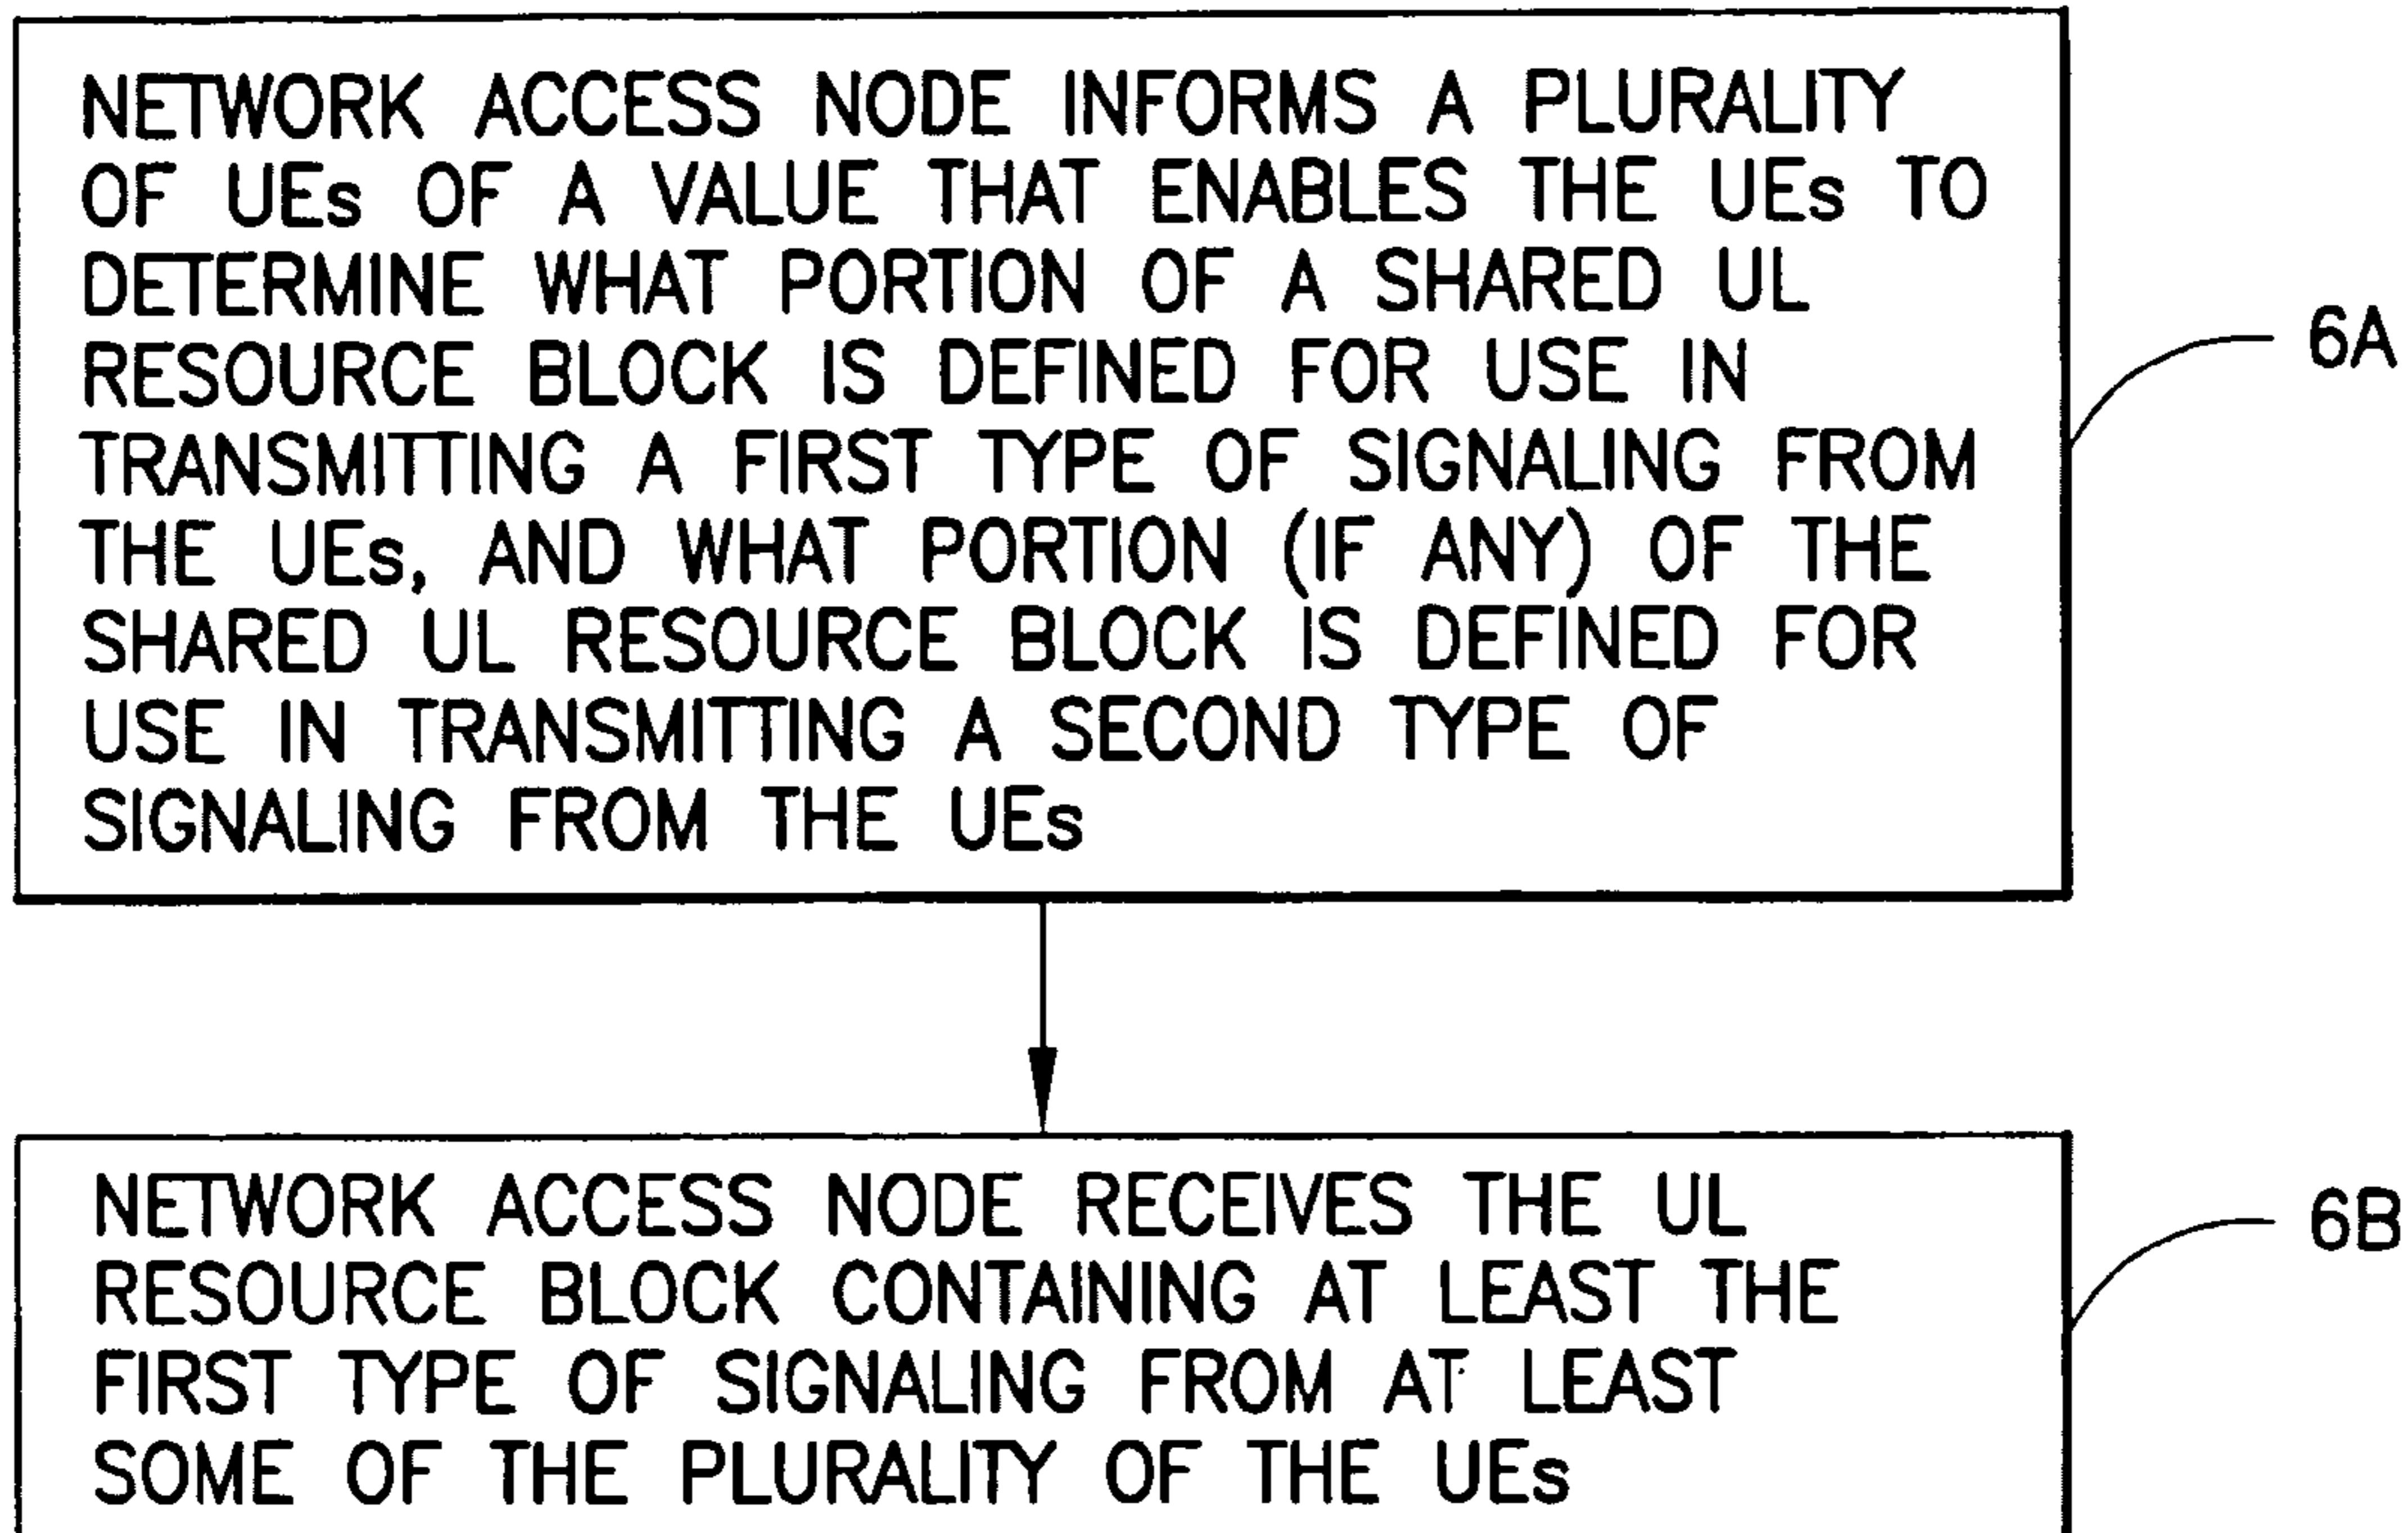 NETWORK ACCESS NODE INFORMS A PLURALITY
OF UEs OF A VALUE THAT ENABLES THE UEs TO
DETERMINE WHAT PORTION OF A SHARED UL
RESOURCE BLOCK IS DEFINED FOR USE IN
TRANSMITTING A FIRST TYPE OF SIGNALING FROM
THE UEs, AND WHAT PORTION (IF ANY) OF THE
SHARED UL RESOURCE BLOCK IS DEFINED FOR
USE IN TRANSMITTING A SECOND TYPE OF
SIGNALING FROM THE UEs
6A
NETWORK ACCESS NODE RECEIVES THE UL
RESOURCE BLOCK CONTAINING AT LEAST THE
FIRST TYPE OF SIGNALING FROM AT LEAST
SOME OF THE PLURALITY OF THE UEs
6B